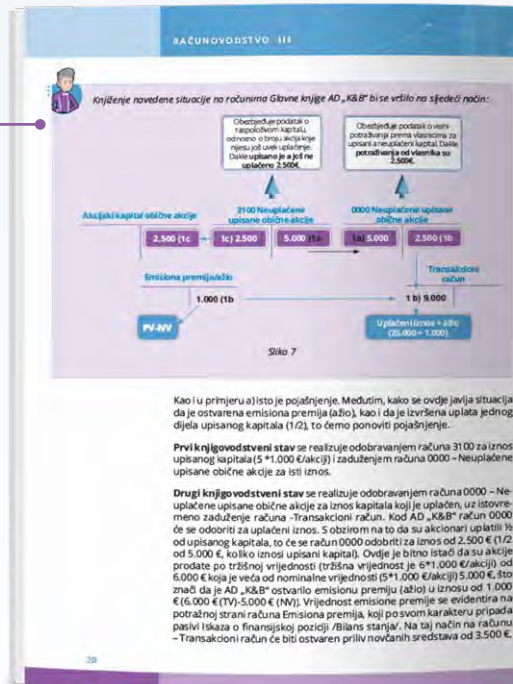 RAČUNOVODSTVO III
Knjiženje navedene situacije na računima Glavne knjige AD „K&B" bi se vršilo na sljedeći način:
Obezbjeđuje podatak o
raspoloživom kapitalu,
odnosno o broju akcija koje
njesu još uvek uplaćene.
Dakle upisano je a još ne
uplaćeno 2.500€.
Obezbjeđuje podatak o visini
potraživanja prema vlasnicima za
upisani a neuplaćeni kapital. Dakle
potraživanja od vlasnika su
2.500€.
Akcijski kapital obične akcije
3100 Neuplaćene
upisane obične akcije
0000 Neuplaćene upisane
obične akcije
2.500 (1c
1c) 2.500
5.000 (1a
1a) 5.000
2.500 (1b
Emisiona premija/ažio
Transakcioni
račun
1.000 (1b
1 b) 9.000
PV-NV
Uplaćeni iznos + ažio
(25.000 + 1.000)
Slika 7
Kao i u primjeru a) isto je pojašnjenje. Međutim, kako se ovdje javlja situacija
da je ostvarena emisiona premija (ažio), kao i da je izvršena uplata jednog
dijela upisanog kapitala (1/2), to ćemo ponoviti pojašnjenje.
Prvi knjigovodstveni stav se realizuje odobravanjem računa 3100 za iznos
upisanog kapitala (5 *1.000 €/akciji) i zaduženjem računa 0000 – Neuplaćene
upisane obične akcije za isti iznos.
Drugi knjigovodstveni stav se realizuje odobravanjem računa 0000 – Ne-
uplaćene upisane obične akcije za iznos kapitala koji je uplaćen, uz istovre-
meno zaduženje računa -Transakcioni račun. Kod AD „K&B" račun 0000
će se odobriti za uplaćeni iznos. S obzirom na to da su akcionari uplatili ½
od upisanog kapitala, to će se račun 0000 odobriti za iznos od 2.500 € (1/2
od 5.000 €, koliko iznosi upisani kapital). Ovdje je bitno istaći da su akcije
prodate po tržišnoj vrijednosti (tržišna vrijednost je 6*1.000 €/akciji) od
6.000 € koja je veća od nominalne vrijednosti (5*1.000 €/akciji) 5.000 €, što
znači da je AD „K&B" ostvarilo emisionu premiju (ažio) u iznosu od 1.000
€ (6.000 € (TV)-5.000 € (NV)). Vrijednost emisione premije se evidentira na
potražnoj strani računa Emisiona premija, koji po svom karakteru pripada
pasivi Iskaza o finansijskoj poziciji /Bilans stanja/. Na taj način na računu
– Transakcioni račun će biti ostvaren priliv novčanih sredstava od 3.500 €,
20